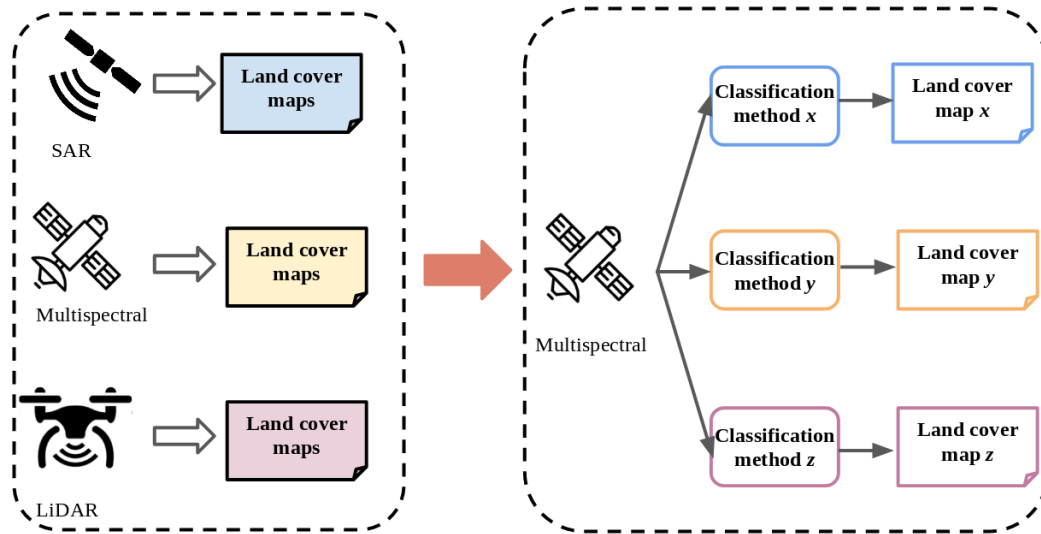 Land cover
maps
SAR
Land cover
maps
Multispectral
Land cover
maps
LiDAR
Multispectral
Classification
method x
Land cover
map x
Classification
method y
Land cover
map y
Classification
method z
Land cover
map z